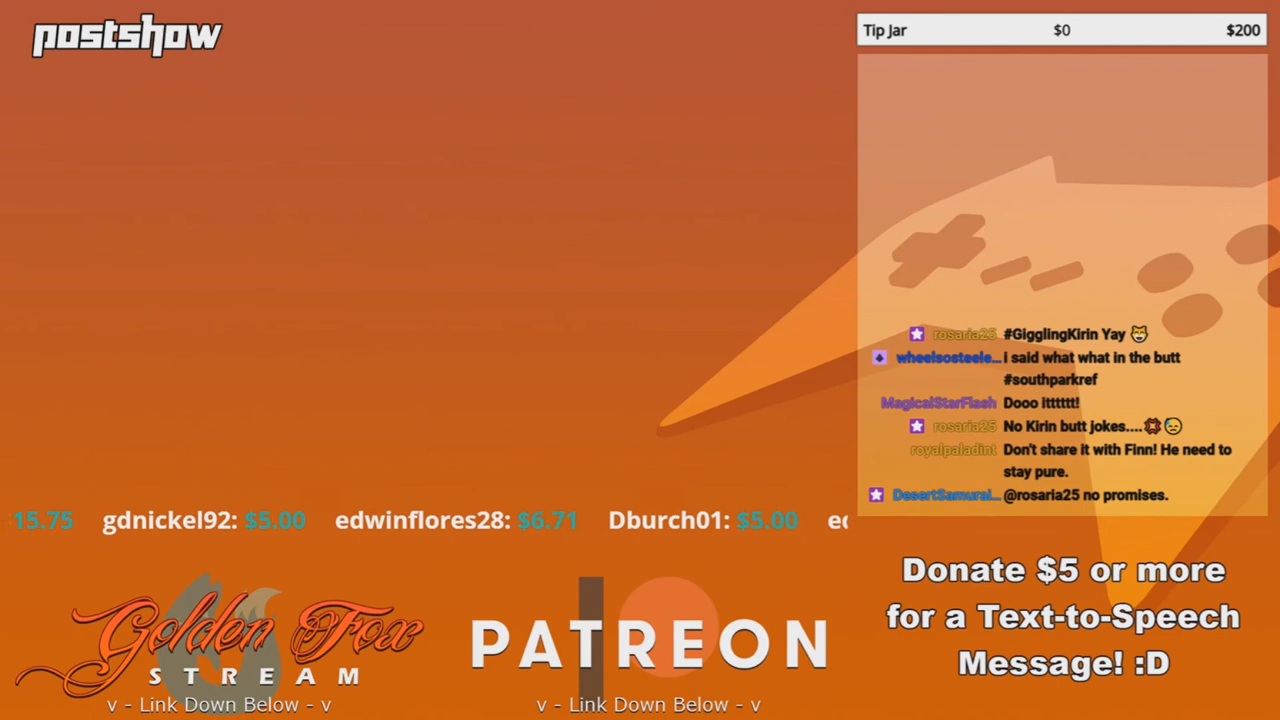 postshow
Tip Jar $0 $200
rosaria25 #GigglingKirin Yay
wheelsosteele... i said what what in the butt
#southparkref
MagicalStarFlash Dooo itttttt!
rosaria25 No Kirin butt jokes....
royalpaladint Don't share it with Finn! He need to
stay pure.
DesertSamurai... @rosaria25 no promises.
15.75 gdnickel92: $5.00 edwinflores28: $6.71 Dburch01: $5.00
Donate $5 or more
for a Text-to-Speech
Message! :D
Golden Fox
STREAM
v - Link Down Below - v
PATREON
v - Link Down Below - v